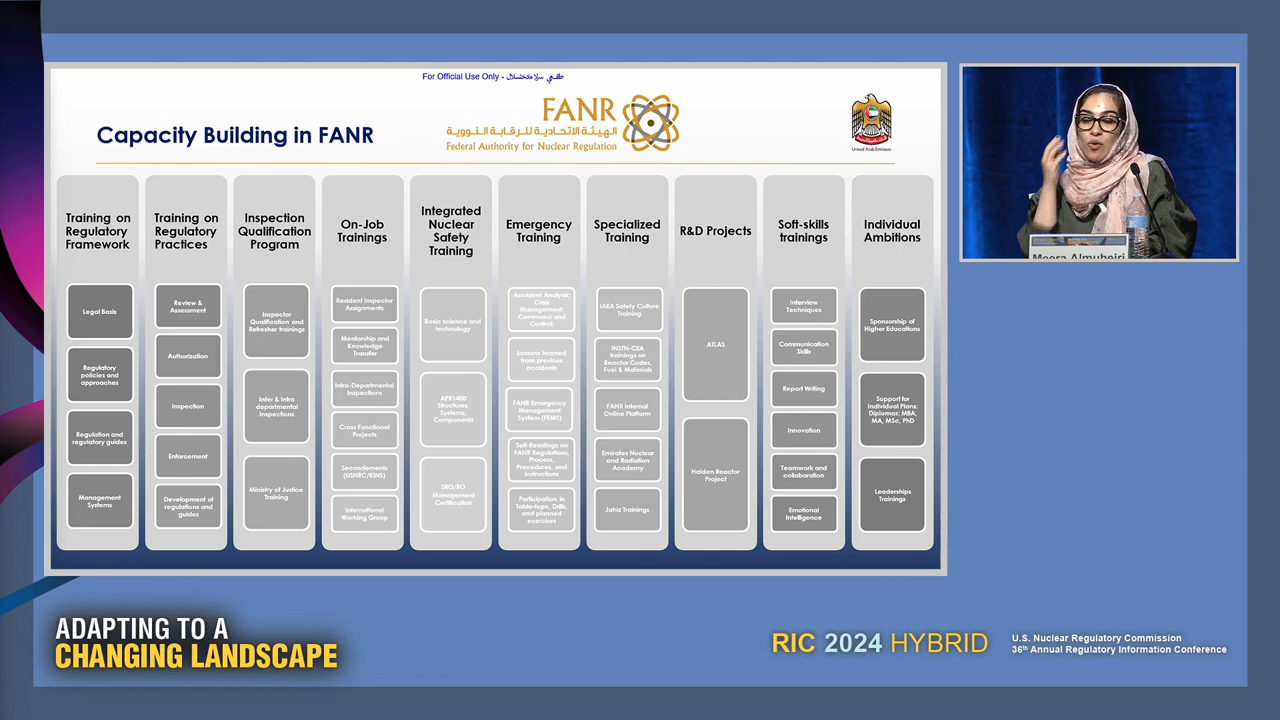 For Official Use Only -
Capacity Building in FANR
FANR
الهيئة الاتحادية للرقابة النووية
Federal Authority for Nuclear Regulation
United Arab Emirates
Training on
Regulatory
Framework
Legal Basis
Regulatory
policies and
approaches
Regulation and
regulatory guides
Management
Systems
Training on
Regulatory
Practices
Review &
Assessment
Authorization
Inspection
Enforcement
Development of
regulations and
guides
Inspection
Qualification
Program
Inspector
Qualification and
Refresher trainings
Inter & Intra
departmental
Inspections
Ministry of Justice
Training
On-Job
Trainings
Resident Inspector
Assignments
Mentorship and
Knowledge
Transfer
Intra-Departmental
Inspections
Cross Functional
Projects
Secondements
(USNRC/KINS)
International
Working Group
Integrated
Nuclear
Safety
Training
Basic science and
technology
APR1400
Structures,
Systems,
Components
SRO/RO
Management
Certification
Emergency
Training
Accident Analysis;
Crisis
Management;
Command and
Control;
Lessons learned
from previous
accidents
FANR Emergency
Management
System (FEMS)
Self-Readings on
FANR Regulations,
Process,
Procedures, and
Instructions
Participation in
Table-tops, Drills,
and planned
exercises
Specialized
Training
IAEA Safety Culture
Training
INSTN-CEA
trainings on
Reactor Codes,
Fuel & Materials
FANR Internal
Online Platform
Emirates Nuclear
and Radiation
Academy
Jahiz Trainings
R&D Projects
ATLAS
Halden Reactor
Project
Soft-skills
trainings
Interview
Techniques
Communication
Skills
Report Writing
Innovation
Teamwork and
collaboration
Emotional
Intelligence
Individual
Ambitions
Sponsorship of
Higher Educations
Support for
Individual Plans:
Diplomas; MBA,
MA, MSc, PhD
Leaderships
Trainings
Meera Almuheiri
ADAPTING TO A
CHANGING LANDSCAPE
RIC 2024 HYBRID
U.S. Nuclear Regulatory Commission
36th Annual Regulatory Information Conference